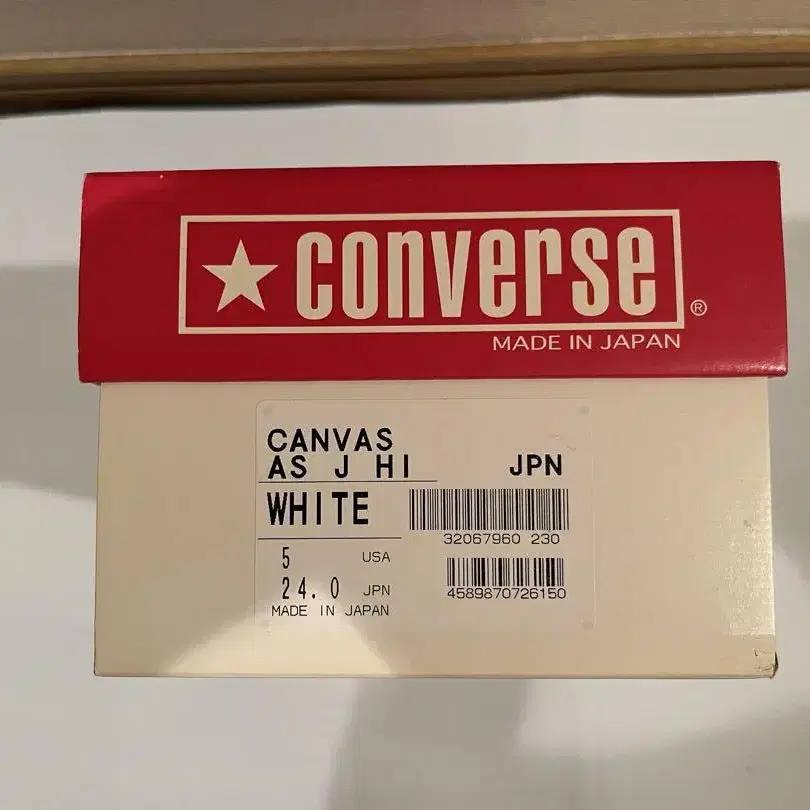 ★ CONVERSE ®
MADE IN JAPAN
CANVAS
AS J HI JPN
WHITE
32067960 230
5 USA
24.0 JPN
4589870726150
MADE IN JAPAN